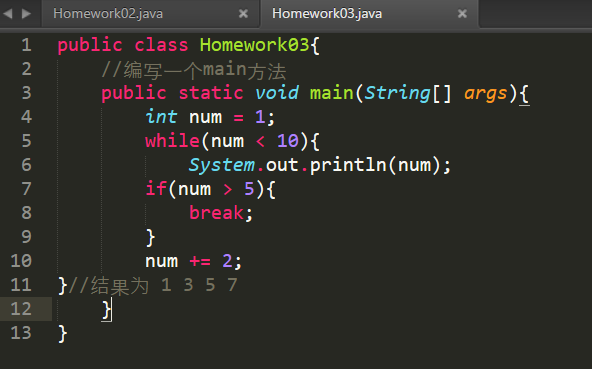 Homework02.java × Homework03.java ×
1 public class Homework03{
2 //编写一个main方法
3 public static void main(String[] args){
4 int num = 1;
5 while(num < 10){
6 System.out.println(num);
7 if(num > 5){
8 break;
9 }
10 num += 2;
11 }//结果为 1 3 5 7
12 }
13 }